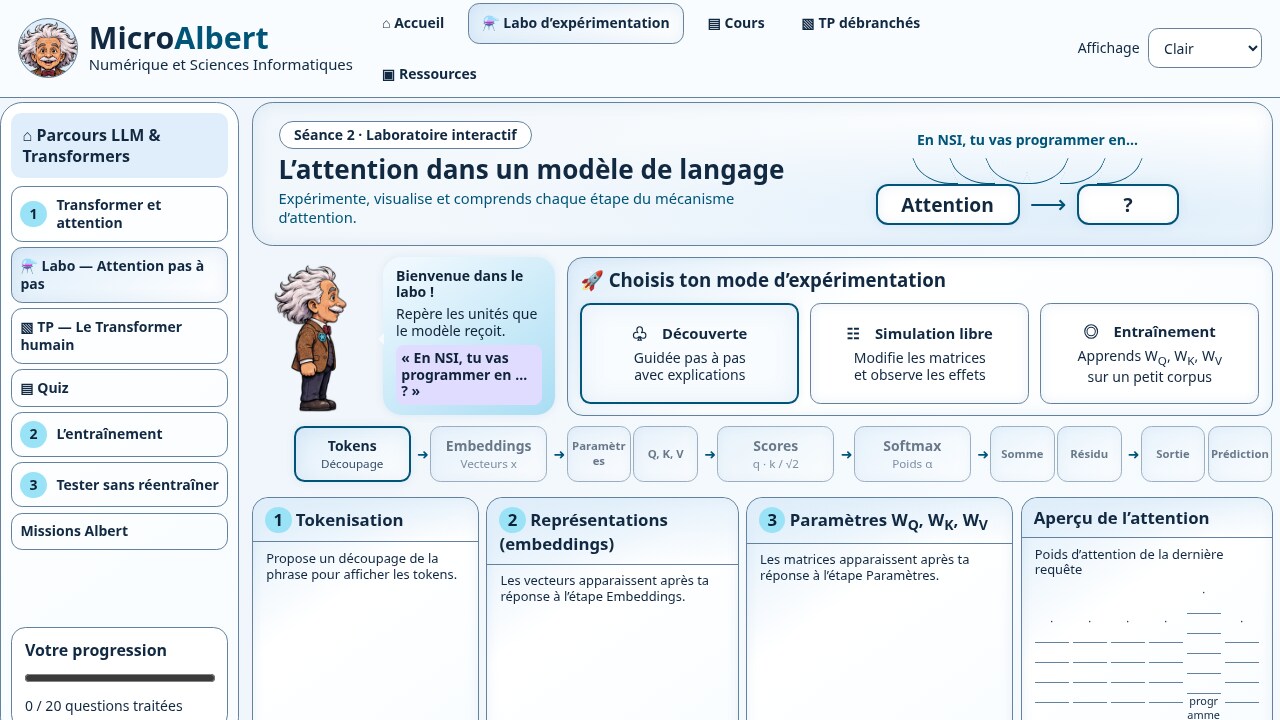 MicroAlbert
Numérique et Sciences Informatiques
⌂ Accueil
⚗️ Labo d’expérimentation
▤ Cours
▧ TP débranchés
▣ Ressources
Affichage
Clair
⌂ Parcours LLM &
Transformers
1 Transformer et
attention
⚗️ Labo — Attention pas à
pas
▧ TP — Le Transformer
humain
▤ Quiz
2 L’entraînement
3 Tester sans réentraîner
Missions Albert
Votre progression
0 / 20 questions traitées
Séance 2 · Laboratoire interactif
L’attention dans un modèle de langage
Expérimente, visualise et comprends chaque étape du mécanisme
d’attention.
En NSI, tu vas programmer en…
Attention
?
Bienvenue dans le
labo !
Repère les unités que
le modèle reçoit.
« En NSI, tu vas
programmer en …
? »
🚀 Choisis ton mode d’expérimentation
♧ Découverte
Guidée pas à pas
avec explications
☷ Simulation libre
Modifie les matrices
et observe les effets
◎ Entraînement
Apprends WQ, WK, WV
sur un petit corpus
Tokens
Découpage
➜
Embeddings
Vecteurs x
➜
Paramètr
es
Q, K, V
➜
Scores
q · k / √2
➜
Softmax
Poids α
➜
Somme
Résidu
➜
Sortie
Prédiction
1 Tokenisation
Propose un découpage de la
phrase pour afficher les tokens.
2 Représentations
(embeddings)
Les vecteurs apparaissent après ta
réponse à l’étape Embeddings.
3 Paramètres WQ, WK, WV
Les matrices apparaissent après ta
réponse à l’étape Paramètres.
Aperçu de l’attention
Poids d’attention de la dernière
requête
progr
amme